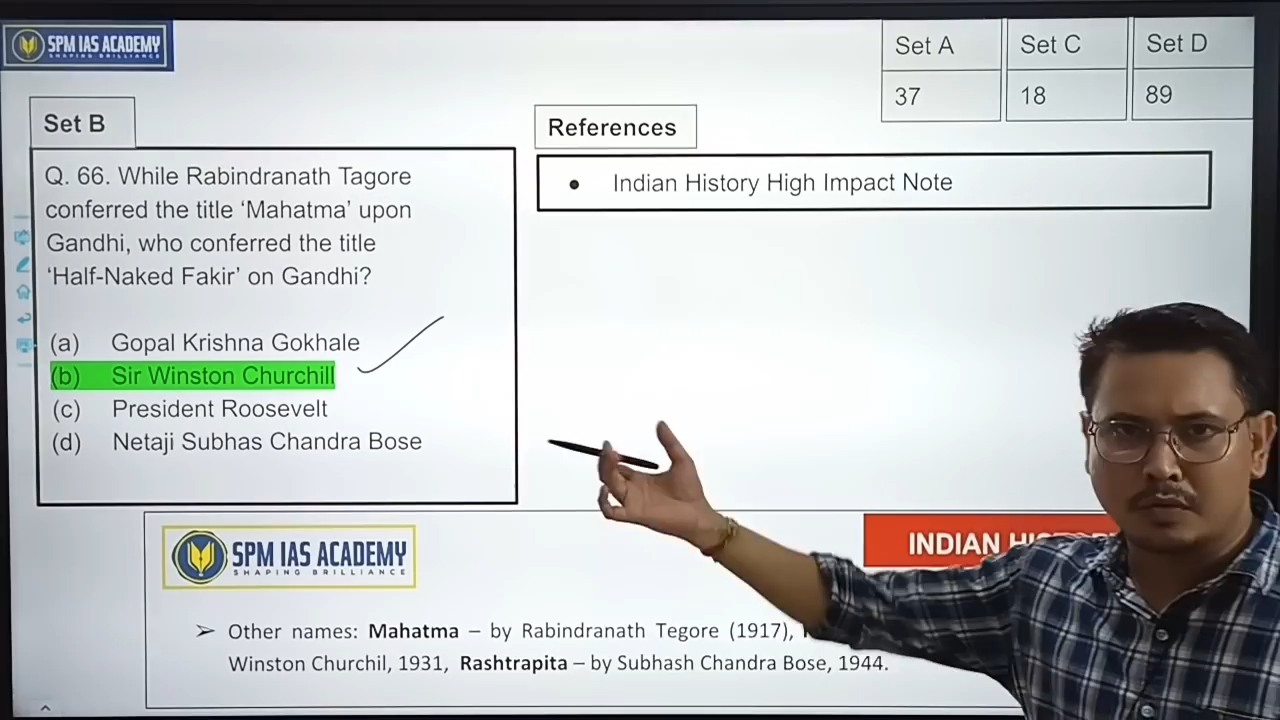 SPM IAS ACADEMY
SHAPING BRILLIANCE
Set A
Set C
Set D
37
18
89
Set B
Q. 66. While Rabindranath Tagore
conferred the title ‘Mahatma’ upon
Gandhi, who conferred the title
‘Half-Naked Fakir’ on Gandhi?
(a) Gopal Krishna Gokhale
(b) Sir Winston Churchill
(c) President Roosevelt
(d) Netaji Subhas Chandra Bose
References
• Indian History High Impact Note
SPM IAS ACADEMY
SHAPING BRILLIANCE
INDIAN
➢ Other names: Mahatma – by Rabindranath Tegore (1917),
Winston Churchil, 1931, Rashtrapita – by Subhash Chandra Bose, 1944.